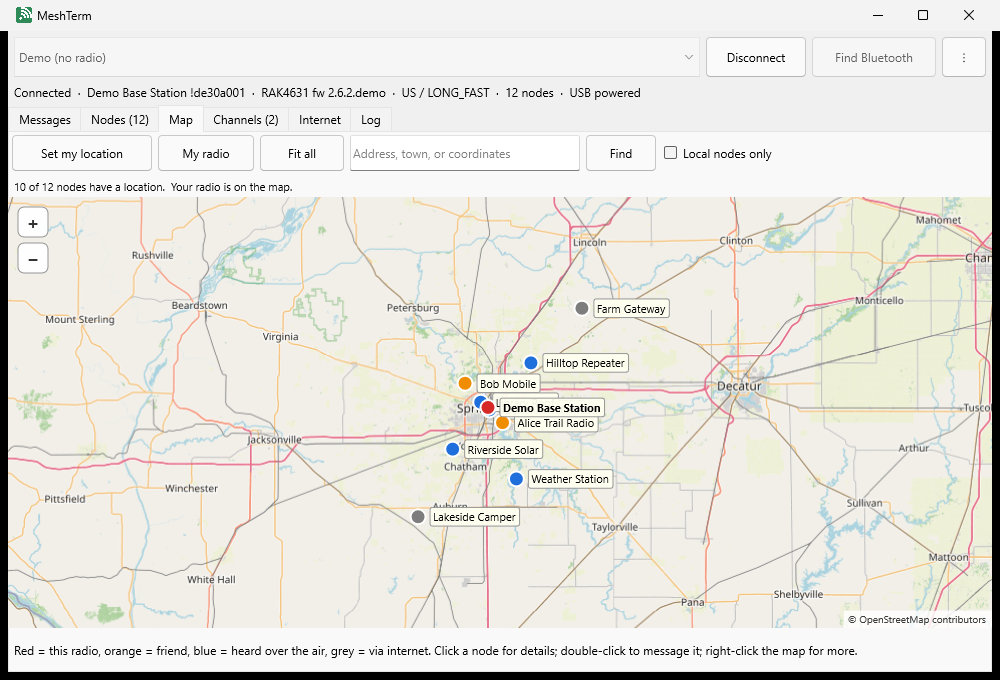 MeshTerm
Demo (no radio)
Disconnect
Find Bluetooth
Connected · Demo Base Station !de30a001 · RAK4631 fw 2.6.2.demo · US / LONG_FAST · 12 nodes · USB powered
Messages
Nodes (12)
Map
Channels (2)
Internet
Log
Set my location
My radio
Fit all
Address, town, or coordinates
Find
Local nodes only
10 of 12 nodes have a location. Your radio is on the map.
+
−
Mahomet
Lincoln
Clinton
Rushville
Beardstown
Petersburg
Monticello
Farm Gateway
Mount Sterling
Virginia
Hilltop Repeater
Bob Mobile
Decatur
Demo Base Station
Alice Trail Radio
Jacksonville
Riverside Solar
Arthur
Chatham
Weather Station
Winchester
Pittsfield
Auburn
Lakeside Camper
Sullivan
Taylorville
Mattoon
White Hall
Shelbyville
Pana
© OpenStreetMap contributors
Red = this radio, orange = friend, blue = heard over the air, grey = via internet. Click a node for details; double-click to message it; right-click the map for more.